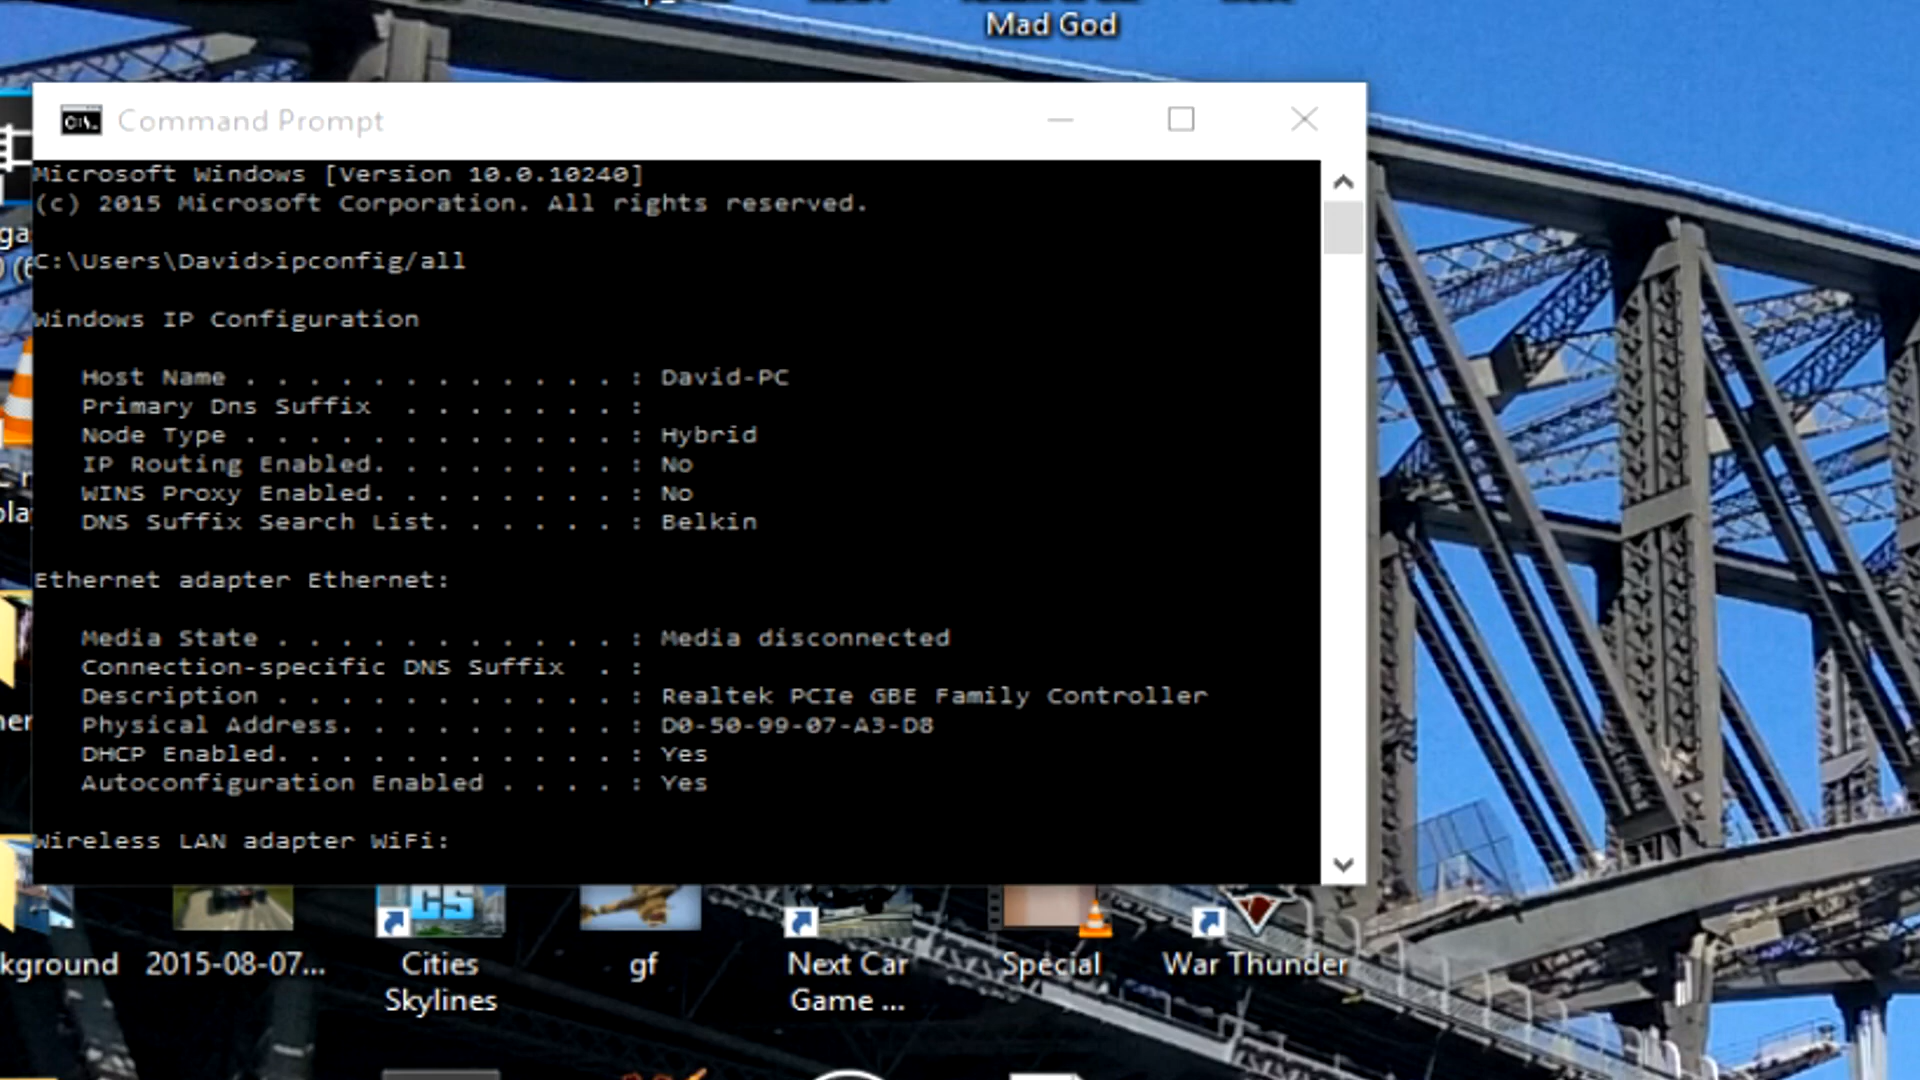 Mad God
Command Prompt
Microsoft Windows [Version 10.0.10240]
(c) 2015 Microsoft Corporation. All rights reserved.
C:\Users\David>ipconfig/all
Windows IP Configuration
Host Name . . . . . . . . . . . . : David-PC
Primary Dns Suffix  . . . . . . . :
Node Type . . . . . . . . . . . . : Hybrid
IP Routing Enabled. . . . . . . . : No
WINS Proxy Enabled. . . . . . . . : No
DNS Suffix Search List. . . . . . : Belkin
Ethernet adapter Ethernet:
Media State . . . . . . . . . . . : Media disconnected
Connection-specific DNS Suffix  . :
Description . . . . . . . . . . . : Realtek PCIe GBE Family Controller
Physical Address. . . . . . . . . : D0-50-99-07-A3-D8
DHCP Enabled. . . . . . . . . . . : Yes
Autoconfiguration Enabled . . . . : Yes
Wireless LAN adapter WiFi:
CS
kground
2015-08-07...
Cities
Skylines
gf
Next Car
Game ...
Special
War Thunder